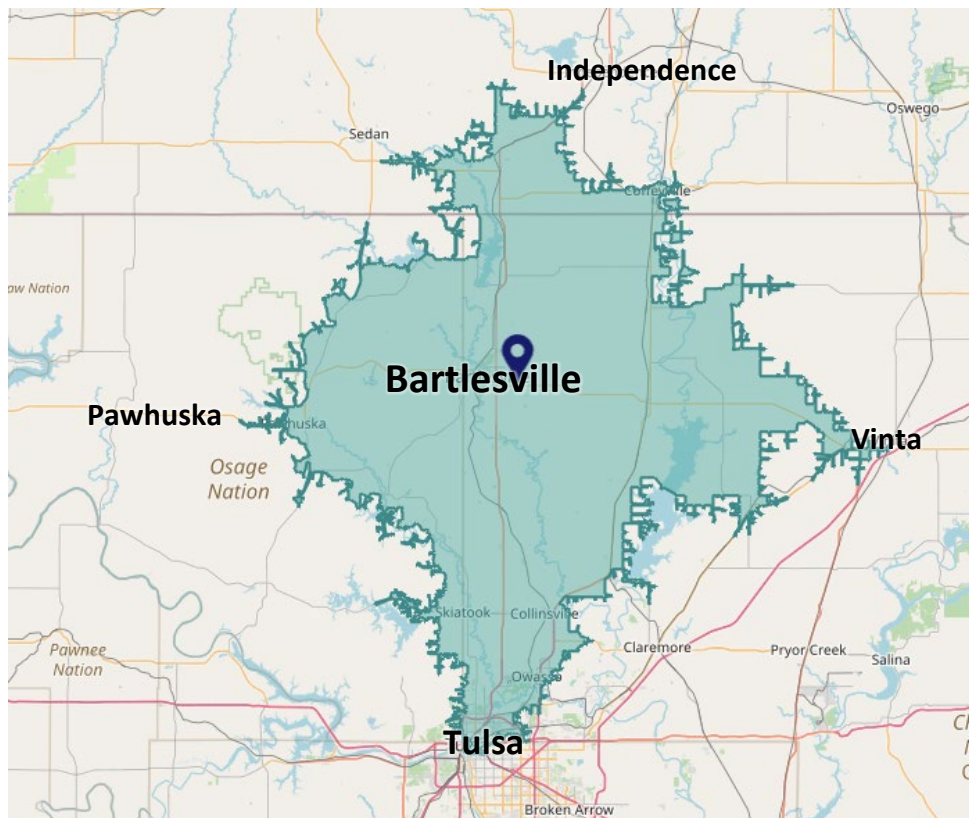 Independence
Oswego
Sedan
Coffeyville
aw Nation
Bartlesville
Pawhuska
huska
Vinta
Osage
Nation
Skiatook
Collinsville
Claremore
Pawnee
Nation
Pryor Creek
Salina
Owasso
Tulsa
Broken Arrow